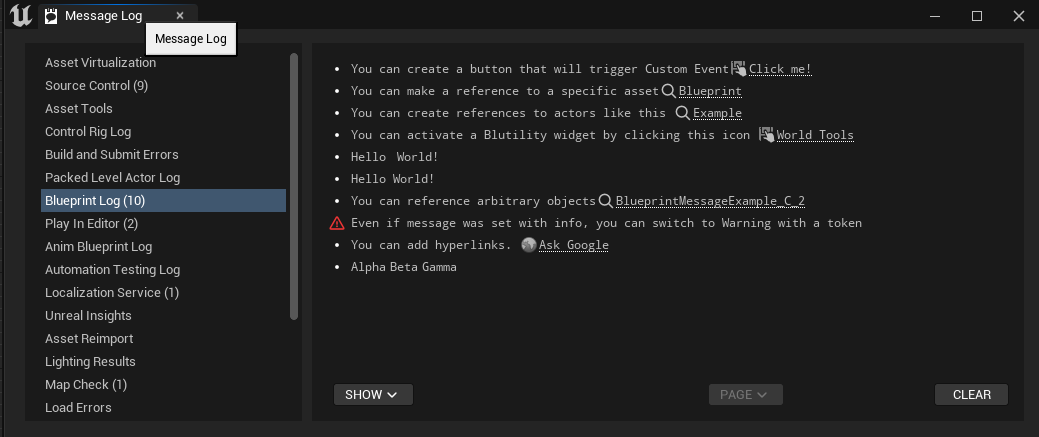 Message Log
Message Log
Asset Virtualization
Source Control (9)
Asset Tools
Control Rig Log
Build and Submit Errors
Packed Level Actor Log
Blueprint Log (10)
Play In Editor (2)
Anim Blueprint Log
Automation Testing Log
Localization Service (1)
Unreal Insights
Asset Reimport
Lighting Results
Map Check (1)
Load Errors
You can create a button that will trigger Custom Event Click me!
You can make a reference to a specific asset Blueprint
You can create references to actors like this Example
You can activate a Blutility widget by clicking this icon World Tools
Hello World!
Hello World!
You can reference arbitrary objects BlueprintMessageExample_C_2
Even if message was set with info, you can switch to Warning with a token
You can add hyperlinks. Ask Google
Alpha Beta Gamma
SHOW PAGE CLEAR